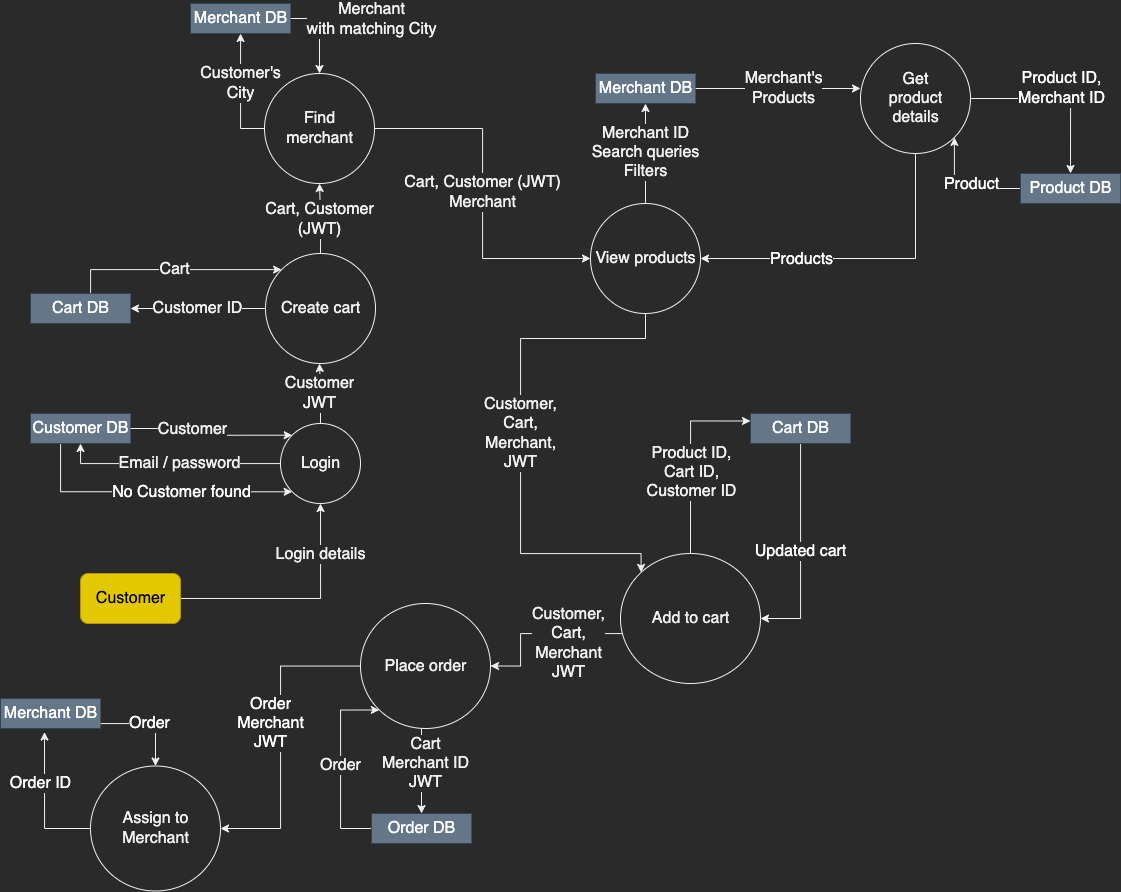 Merchant DB
Merchant
with matching City
Customer's
City
Find
merchant
Cart, Customer (JWT)
Merchant
Cart, Customer
(JWT)
Cart
Cart DB
Customer ID
Create cart
Customer
JWT
Customer DB
Customer
Email / password
No Customer found
Login
Login details
Customer
Merchant DB
Merchant's
Products
Get
product
details
Product ID,
Merchant ID
Merchant ID
Search queries
Filters
Product
Product DB
View products
Products
Customer,
Cart,
Merchant,
JWT
Product ID,
Cart ID,
Customer ID
Cart DB
Updated cart
Add to cart
Customer,
Cart,
Merchant
JWT
Place order
Order
Merchant
JWT
Order
Cart
Merchant ID
JWT
Order DB
Merchant DB
Order
Order ID
Assign to
Merchant